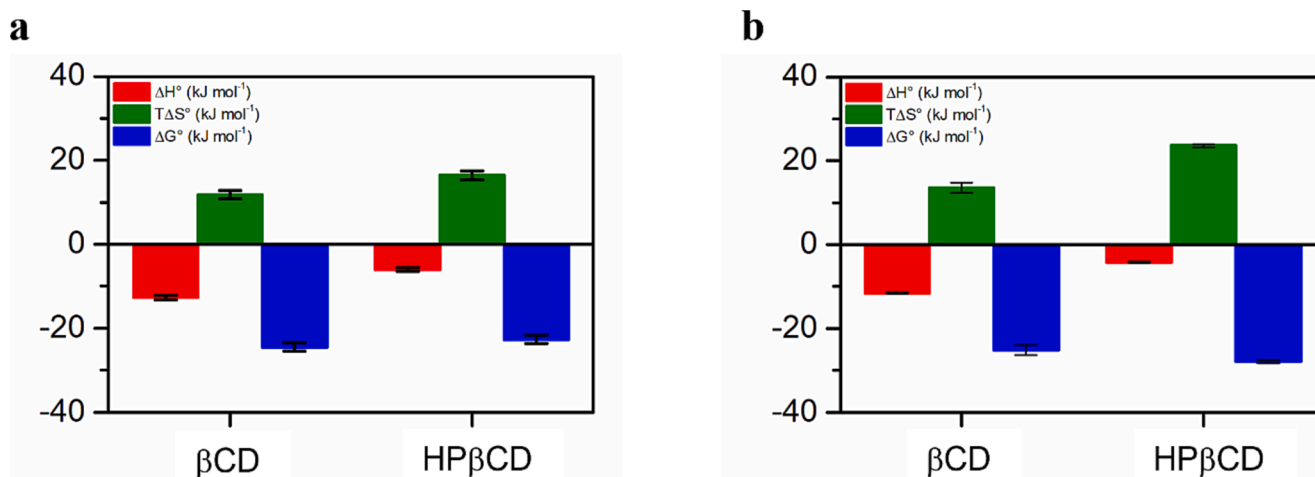 a
40
20
0
-20
-40
ΔH° (kJ mol⁻¹)
TΔS° (kJ mol⁻¹)
ΔG° (kJ mol⁻¹)
βCD
HPβCD
b
40
20
0
-20
-40
ΔH° (kJ mol⁻¹)
TΔS° (kJ mol⁻¹)
ΔG° (kJ mol⁻¹)
βCD
HPβCD